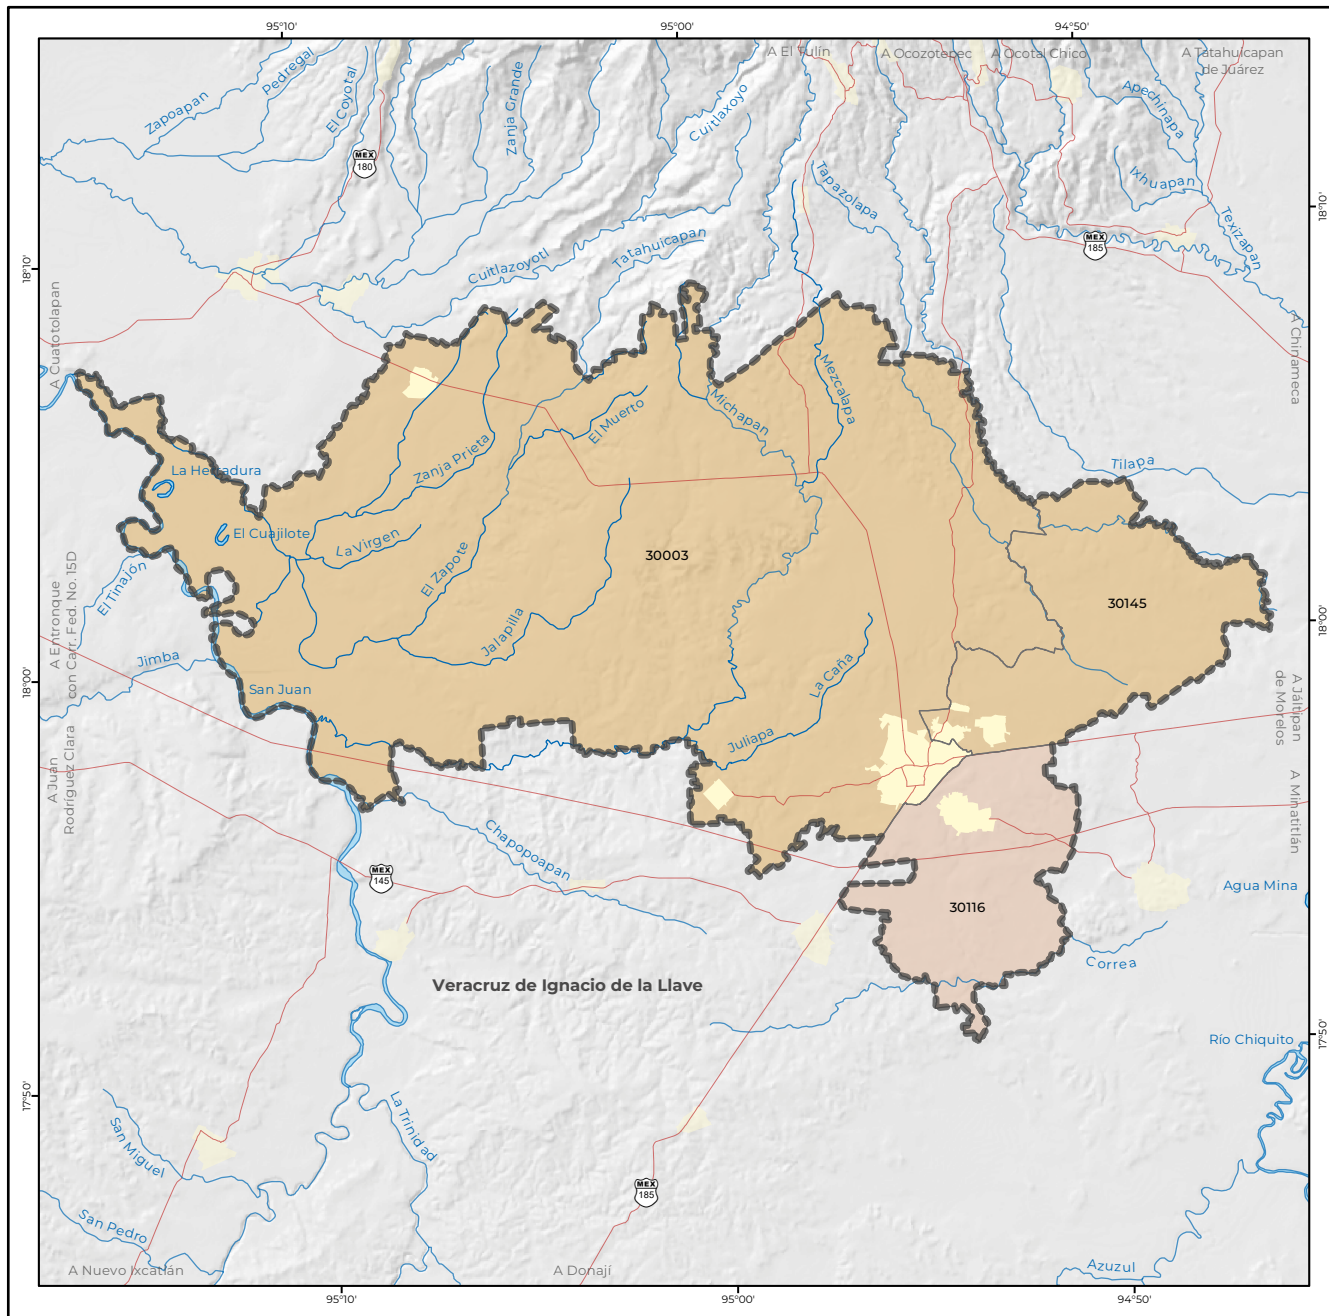 95°10'
95°00'
94°50'
A El Tulín
A Ocozotepec
A Ocotal Chico
A Tatahuicapan
de Juárez
Zapoapan
Pedregal
El Coyotal
Zanja Grande
Cuitlaxoyo
Apechinapa
Ixhuapan
Texizapan
Tapazolapa
MEX
180
MEX
185
18°10'
18°10'
Cuitlazoyotl
Tatahuicapan
A Cuatotolapan
A Chinameca
Mezcalapa
Michapan
El Muerto
Zanja Prieta
La Herradura
Tilapa
El Cuajilote
La Virgen
El Zapote
30003
30145
El Tinajón
A Entronque
con Carr. Fed. No. 15D
Jalapilla
18°00'
18°00'
Jimba
La Caña
San Juan
Juliapa
A Jáltipan
de Morelos
A Juan
Rodríguez Clara
A Minatitlán
Chapopoapan
MEX
145
Agua Mina
30116
Correa
Veracruz de Ignacio de la Llave
Río Chiquito
17°50'
17°50'
La Trinidad
San Miguel
MEX
185
San Pedro
A Nuevo Ixcatlán
A Donají
Azuzul
95°10'
95°00'
94°50'